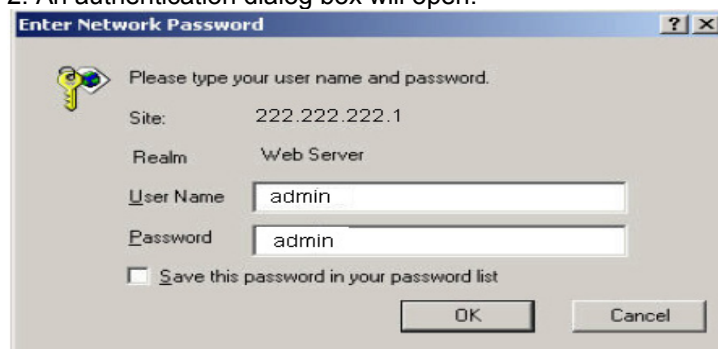 2. An authentication dialog box will open.
Enter Network Password ? ×
Please type your user name and password.
Site: 222.222.222.1
Realm Web Server
User Name admin
Password admin
Save this password in your password list
OK Cancel